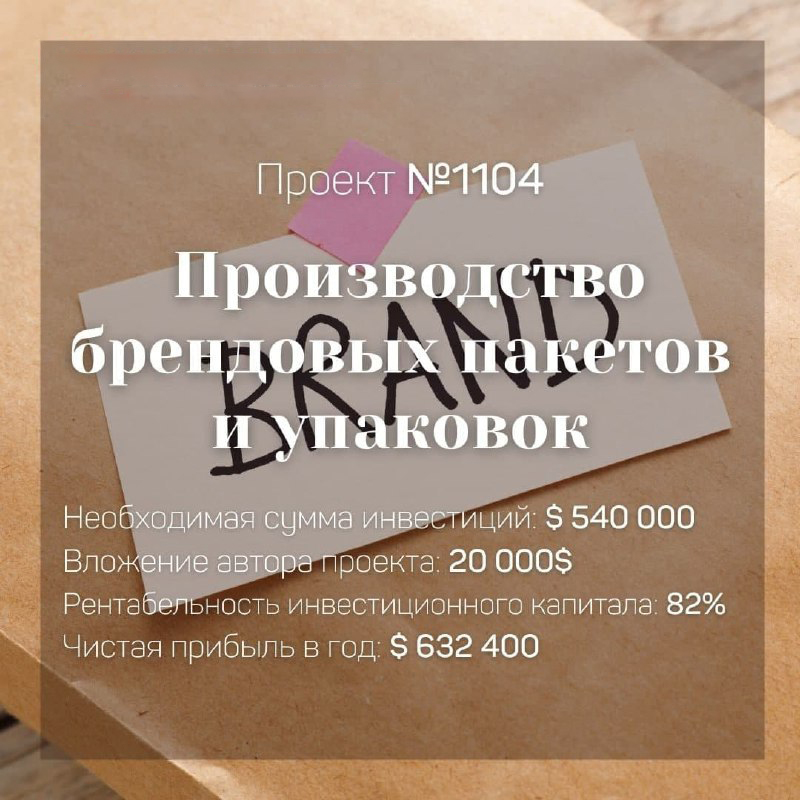 Проект №1104
Производство
BRAND
брендовых пакетов
и упаковок
Необходимая сумма инвестиций: $ 540 000
Вложение автора проекта: 20 000$
Рентабельность инвестиционного капитала: 82%
Чистая прибыль в год: $ 632 400